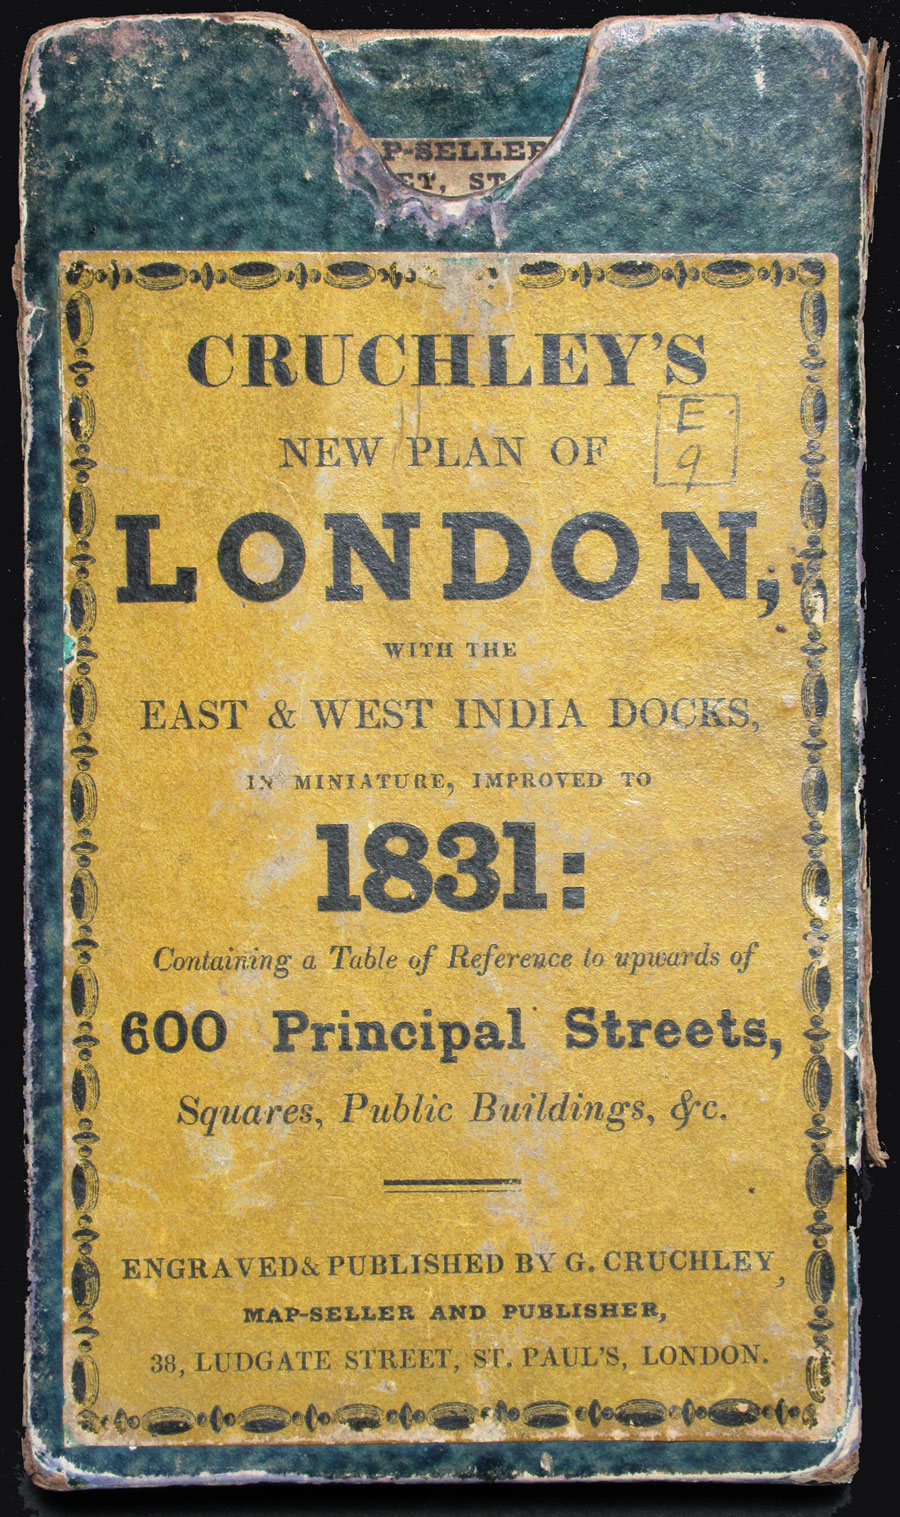 P-SELLER
ET, ST
CRUCHLEY'S
E
NEW PLAN OF
9
LONDON,
WITH THE
EAST & WEST INDIA DOCKS,
IN MINIATURE, IMPROVED TO
1831:
Containing a Table of Reference to upwards of
600 Principal Streets,
Squares, Public Buildings, &c.
ENGRAVED & PUBLISHED BY G. CRUCHLEY,
MAP-SELLER AND PUBLISHER,
38, LUDGATE STREET, ST. PAUL'S, LONDON.